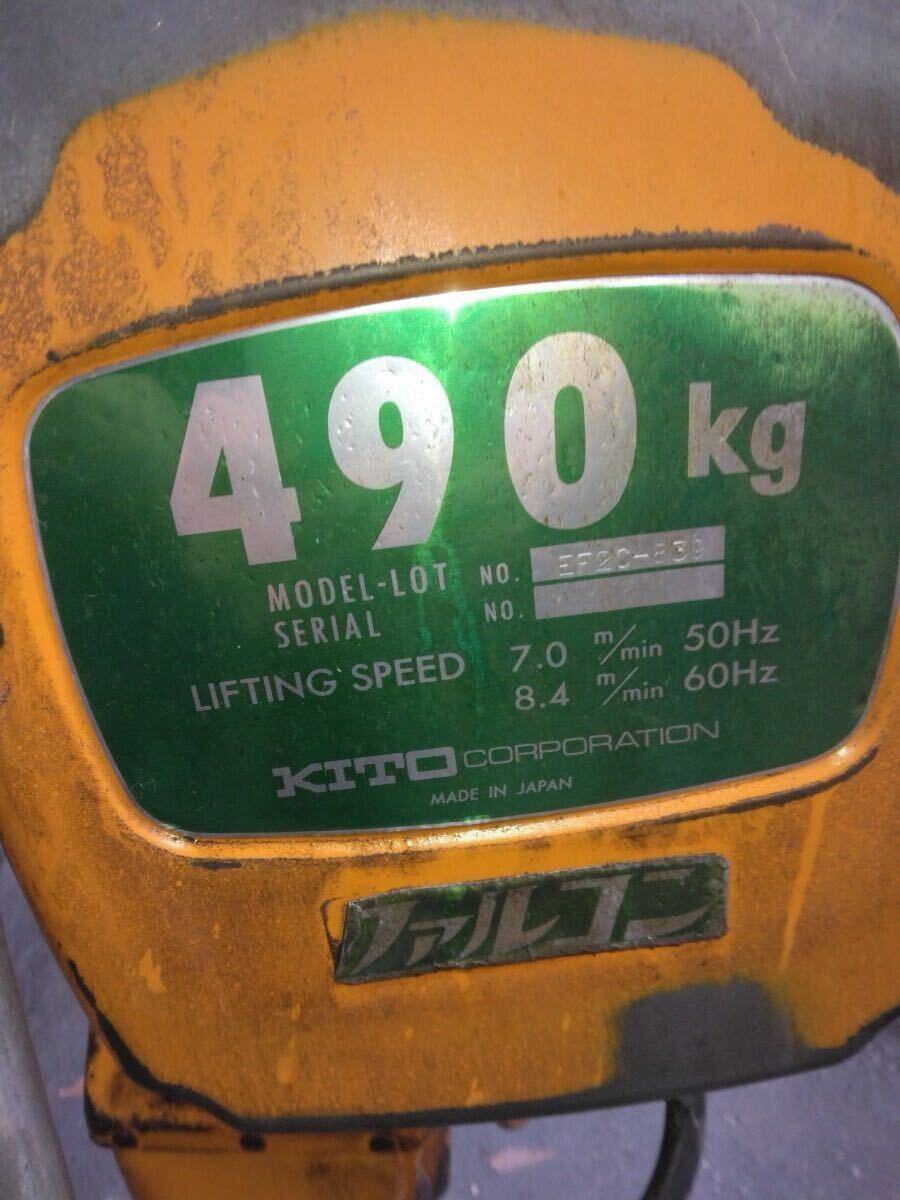 490 kg
MODEL-LOT NO.
SERIAL NO.
LIFTING SPEED 7.0 m/min 50Hz
8.4 m/min 60Hz
KITO CORPORATION
MADE IN JAPAN
ファルコン